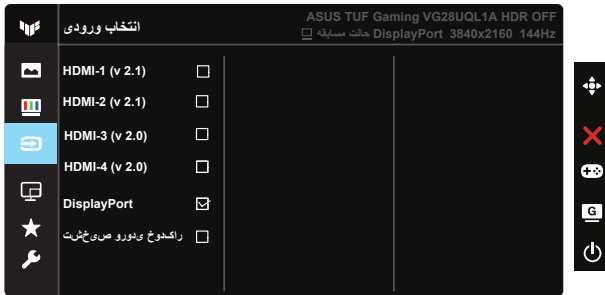 ASUS TUF Gaming VG28UQL1A HDR OFF
انتخاب ورودی
DisplayPort حالت مسابقه 3840x2160 144Hz
HDMI-1 (v 2.1)
HDMI-2 (v 2.1)
HDMI-3 (v 2.0)
HDMI-4 (v 2.0)
DisplayPort
راکدوخ یدورو صیخشت
G